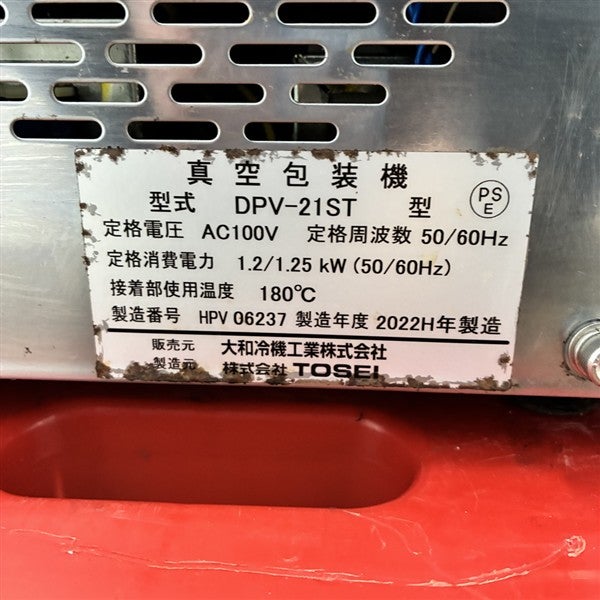 真空包装機
型式 DPV-21ST 型
PS
E
定格電圧 AC100V 定格周波数 50/60Hz
定格消費電力 1.2/1.25 kW (50/60Hz)
接着部使用温度 180℃
製造番号 HPV 06237 製造年度 2022H年製造
販売元 大和冷機工業株式会社
製造元 株式会社 TOSEI